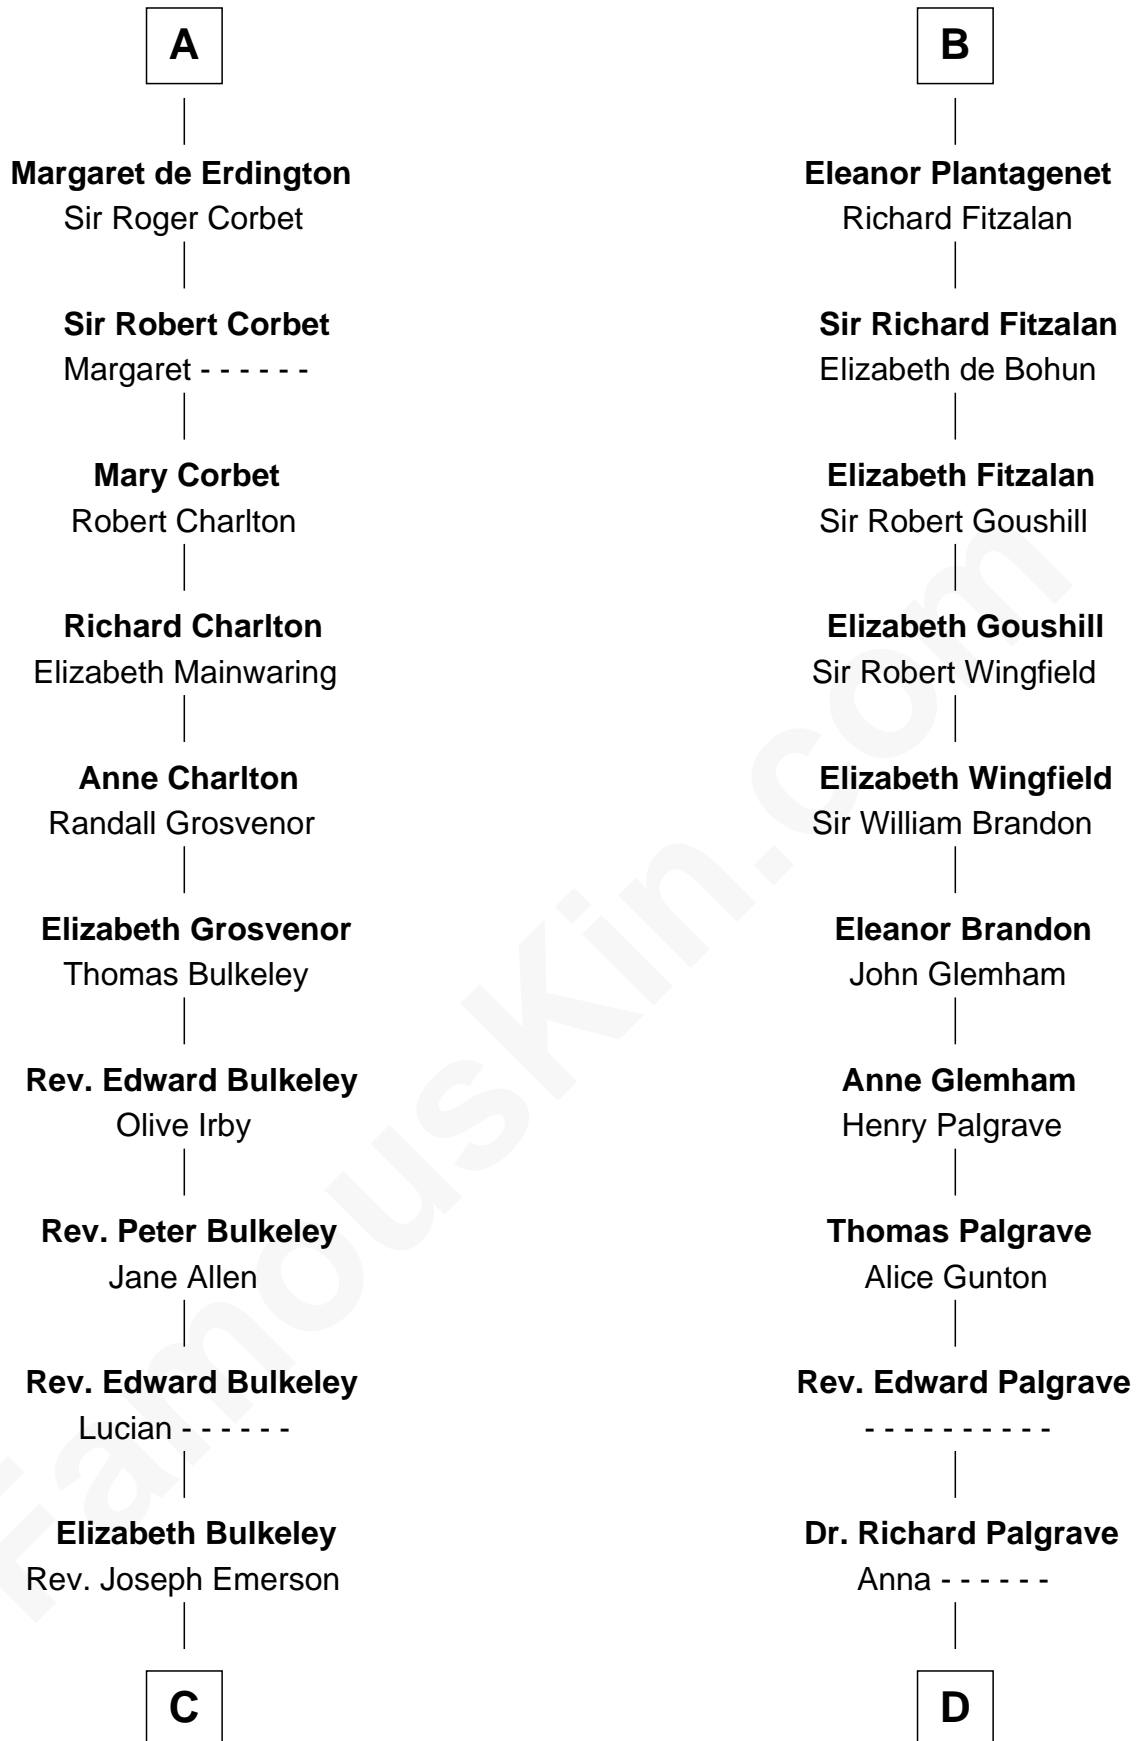 A
Margaret de Erdington
Sir Roger Corbet
Sir Robert Corbet
Margaret - - - - - -
Mary Corbet
Robert Charlton
Richard Charlton
Elizabeth Mainwaring
Anne Charlton
Randall Grosvenor
Elizabeth Grosvenor
Thomas Bulkeley
Rev. Edward Bulkeley
Olive Irby
Rev. Peter Bulkeley
Jane Allen
Rev. Edward Bulkeley
Lucian - - - - - -
Elizabeth Bulkeley
Rev. Joseph Emerson
C
B
Eleanor Plantagenet
Richard Fitzalan
Sir Richard Fitzalan
Elizabeth de Bohun
Elizabeth Fitzalan
Sir Robert Goushill
Elizabeth Goushill
Sir Robert Wingfield
Elizabeth Wingfield
Sir William Brandon
Eleanor Brandon
John Glemham
Anne Glemham
Henry Palgrave
Thomas Palgrave
Alice Gunton
Rev. Edward Palgrave
- - - - - - - - - -
Dr. Richard Palgrave
Anna - - - - - -
D
FamousKin.com